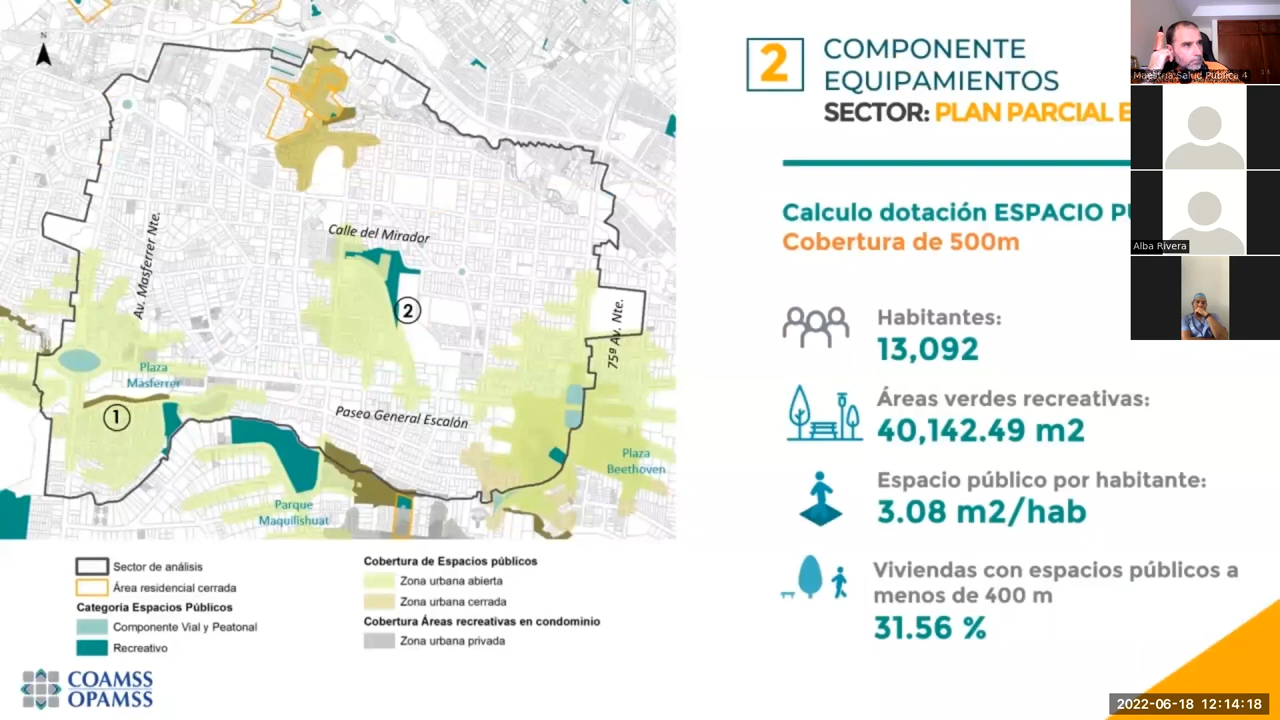 N
Calle del Mirador
Av. Masferrer Nte.
2
75ª Av. Nte.
Plaza
Masferrer
1
Paseo General Escalón
Plaza
Beethoven
Parque
Maquilishuat
Sector de análisis
Área residencial cerrada
Categoría Espacios Públicos
Componente Vial y Peatonal
Recreativo
Cobertura de Espacios públicos
Zona urbana abierta
Zona urbana cerrada
Cobertura Áreas recreativas en condominio
Zona urbana privada
COAMSS
OPAMSS
2
COMPONENTE
EQUIPAMIENTOS
SECTOR: PLAN PARCIAL E
Calculo dotación ESPACIO PÚ
Cobertura de 500m
Habitantes:
13,092
Áreas verdes recreativas:
40,142.49 m2
Espacio público por habitante:
3.08 m2/hab
Viviendas con espacios públicos a
menos de 400 m
31.56 %
Maestria Salud Publica 4
Alba Rivera
2022-06-18 12:14:18